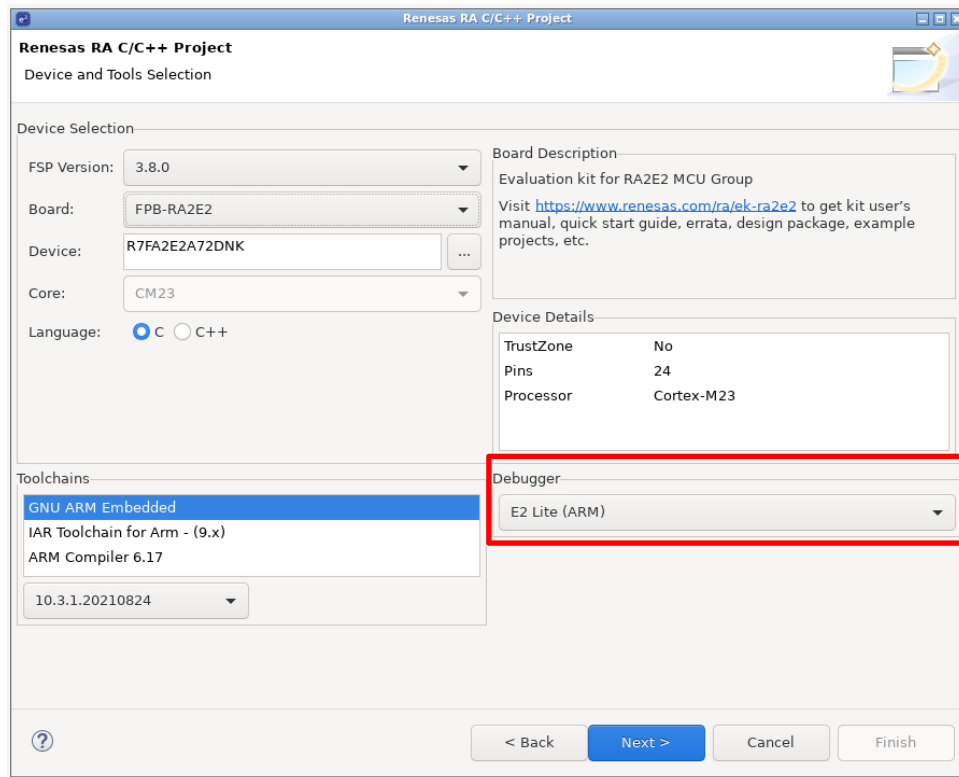 Renesas RA C/C++ Project
Renesas RA C/C++ Project
Device and Tools Selection
Device Selection
FSP Version: 3.8.0
Board: FPB-RA2E2
Device: R7FA2E2A72DNK ...
Core: CM23
Language: C C++
Board Description
Evaluation kit for RA2E2 MCU Group
Visit https://www.renesas.com/ra/ek-ra2e2 to get kit user's
manual, quick start guide, errata, design package, example
projects, etc.
Device Details
TrustZone No
Pins 24
Processor Cortex-M23
Toolchains
GNU ARM Embedded
IAR Toolchain for Arm - (9.x)
ARM Compiler 6.17
10.3.1.20210824
Debugger
E2 Lite (ARM)
? < Back Next > Cancel Finish